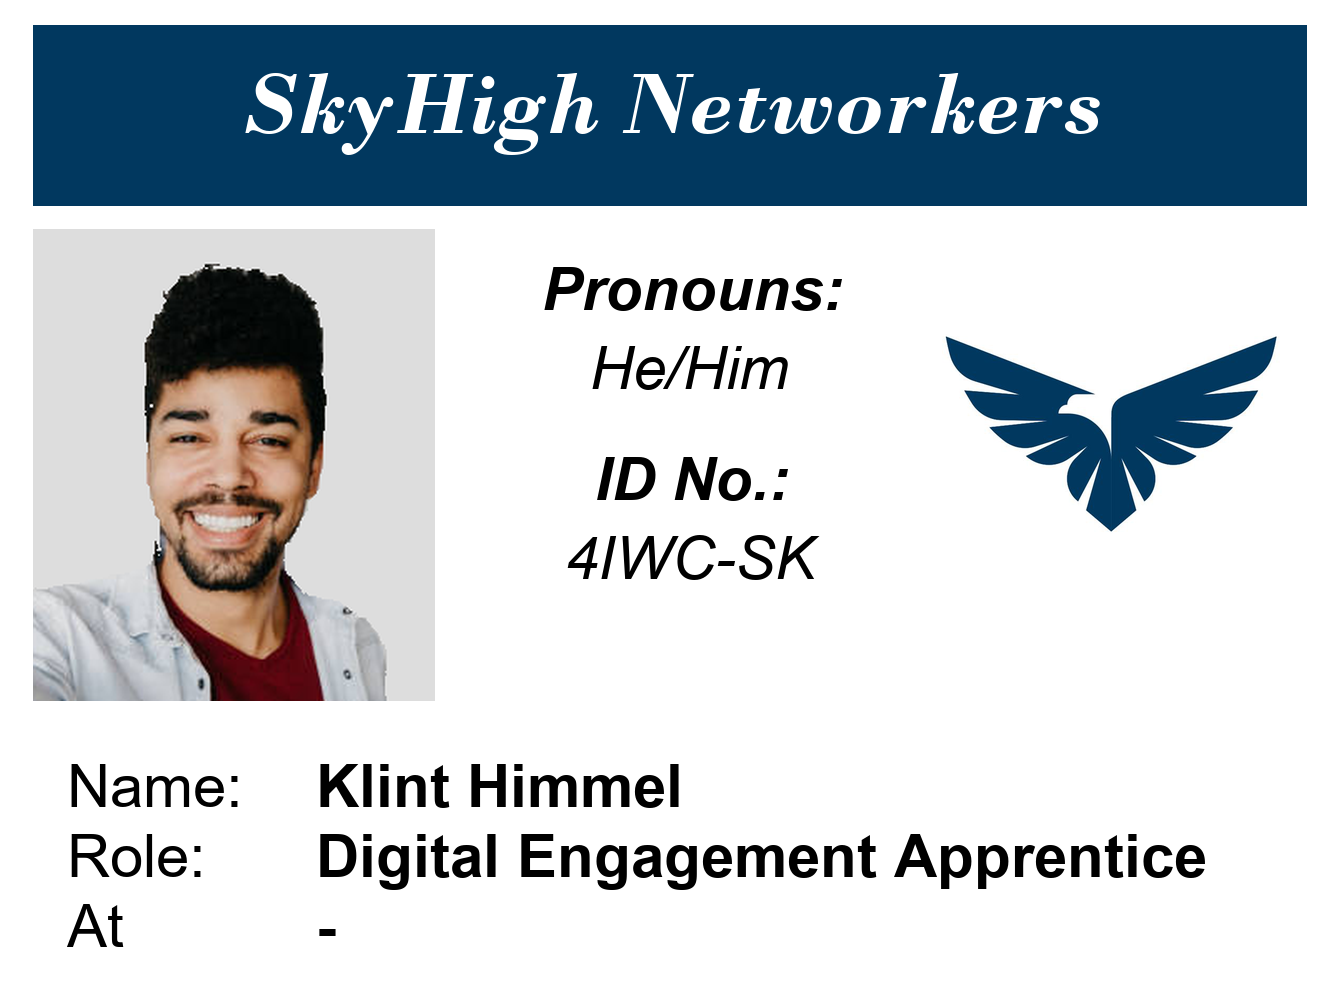 SkyHigh Networkers
Pronouns:
He/Him
ID No.:
4IWC-SK
Name: Klint Himmel
Role: Digital Engagement Apprentice
At -